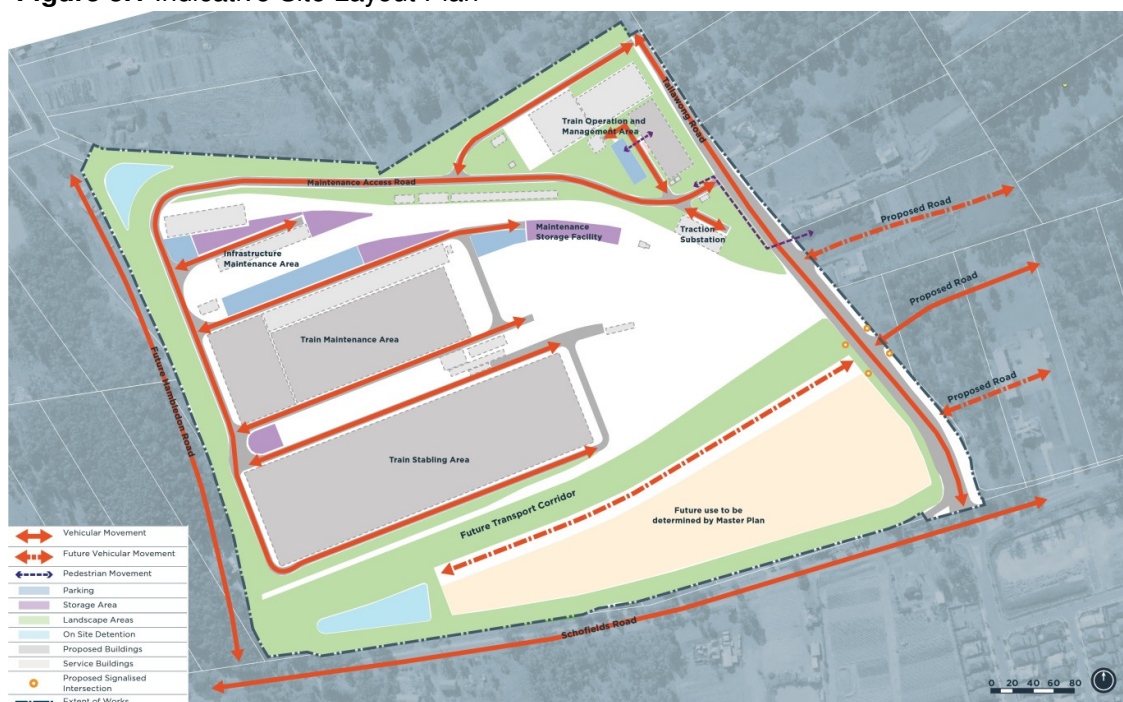 Figure 3.1 Indicative Site Layout Plan
Tallawong Road
Train Operation and
Management Area
Maintenance Access Road
Proposed Road
Traction
Substation
Maintenance
Storage Facility
Infrastructure
Maintenance Area
Proposed Road
Train Maintenance Area
Future Hambledon Road
Proposed Road
Train Stabling Area
Future Transport Corridor
Future use to be
determined by Master Plan
Schofields Road
Vehicular Movement
Future Vehicular Movement
Pedestrian Movement
Parking
Storage Area
Landscape Areas
On Site Detention
Proposed Buildings
Service Buildings
Proposed Signalised
Intersection
Extent of Works
0 20 40 60 80